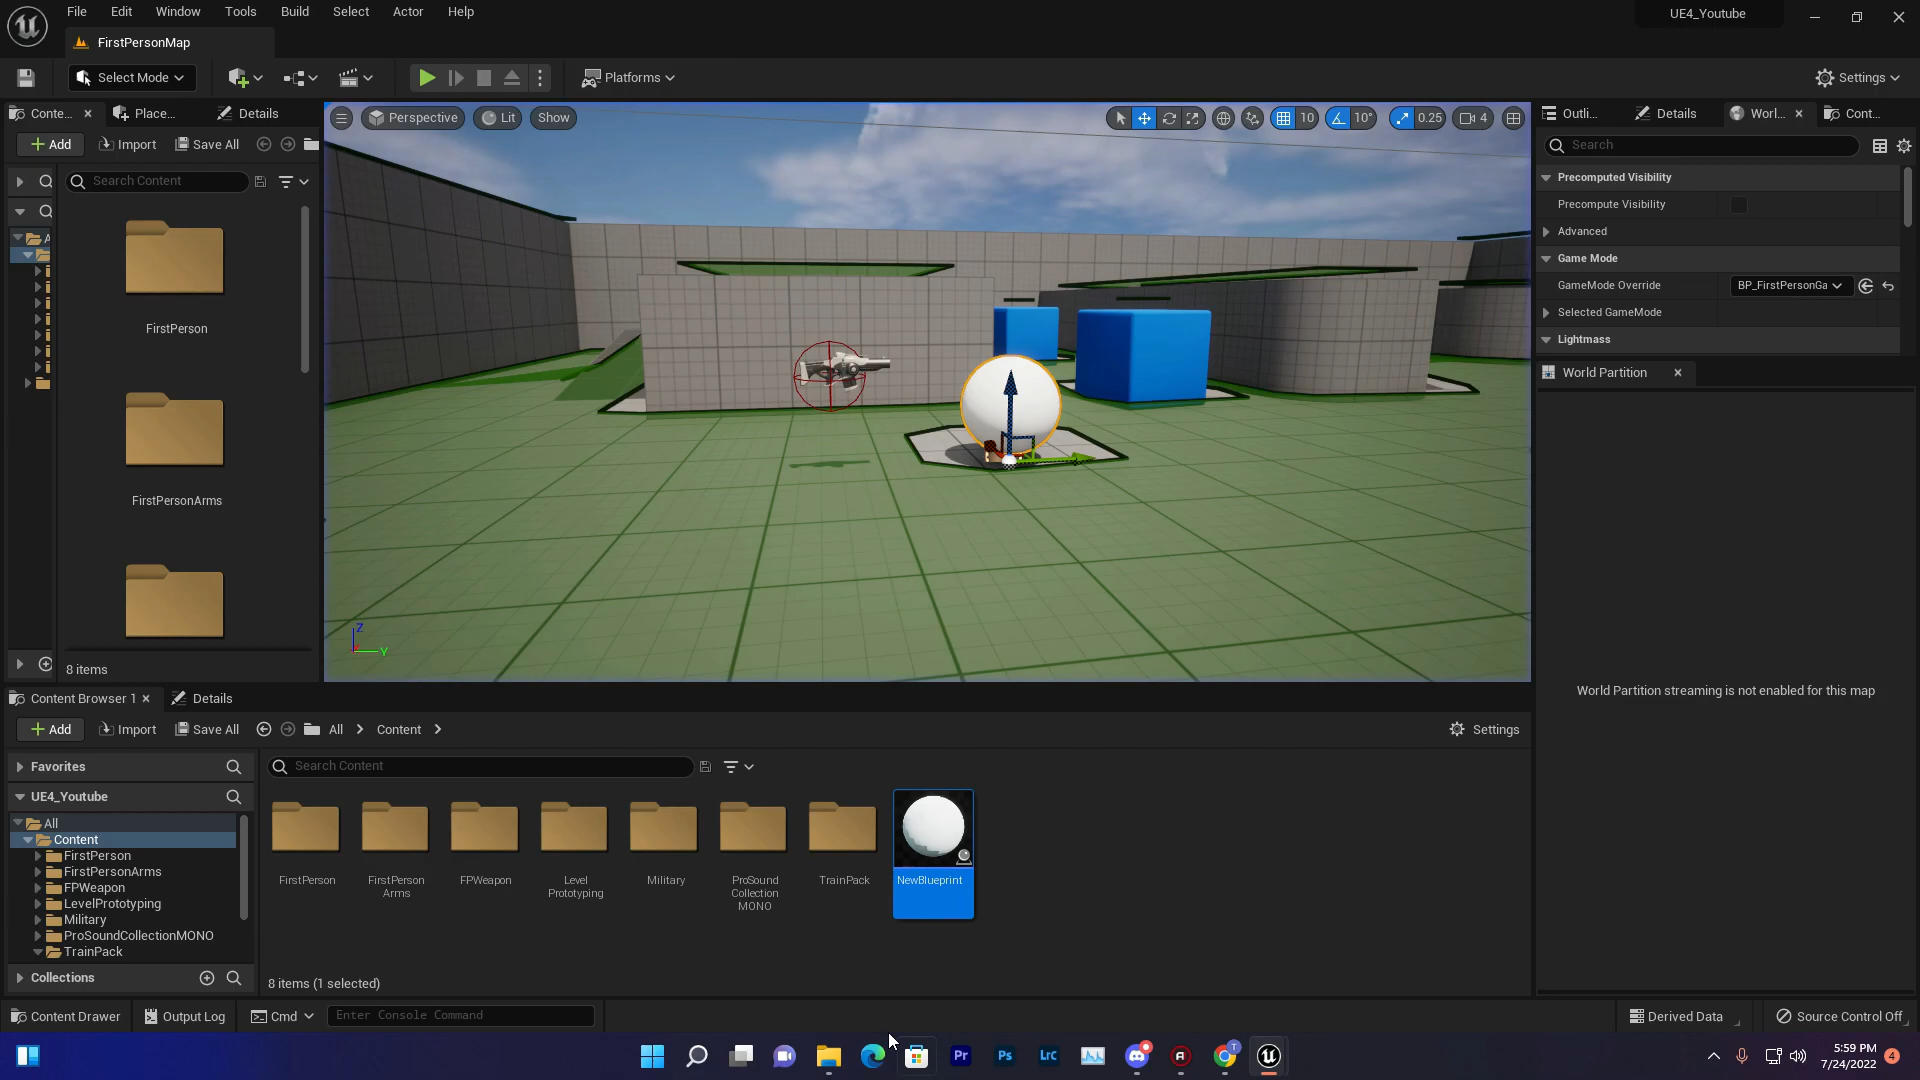 File Edit Window Tools Build Select Actor Help
UE4_Youtube
FirstPersonMap
Select Mode
Platforms
Settings
Conte...
Place...
Details
Add
Import
Save All
Search Content
A
FirstPerson
FirstPersonArms
8 items
Perspective
Lit
Show
10
10°
0.25
4
Z
Y
Outli...
Details
Worl...
Cont...
Search
Precomputed Visibility
Precompute Visibility
Advanced
Game Mode
GameMode Override
BP_FirstPersonGa
Selected GameMode
Lightmass
World Partition
World Partition streaming is not enabled for this map
Content Browser 1
Details
Add
Import
Save All
All
Content
Settings
Favorites
UE4_Youtube
All
Content
FirstPerson
FirstPersonArms
FPWeapon
LevelPrototyping
Military
ProSoundCollectionMONO
TrainPack
Collections
Search Content
FirstPerson
FirstPerson
Arms
FPWeapon
Level
Prototyping
Military
ProSound
Collection
MONO
TrainPack
NewBlueprint
8 items (1 selected)
Content Drawer
Output Log
Cmd
Enter Console Command
Derived Data
Source Control Off
Pr
Ps
LrC
T
5:59 PM
7/24/2022
4